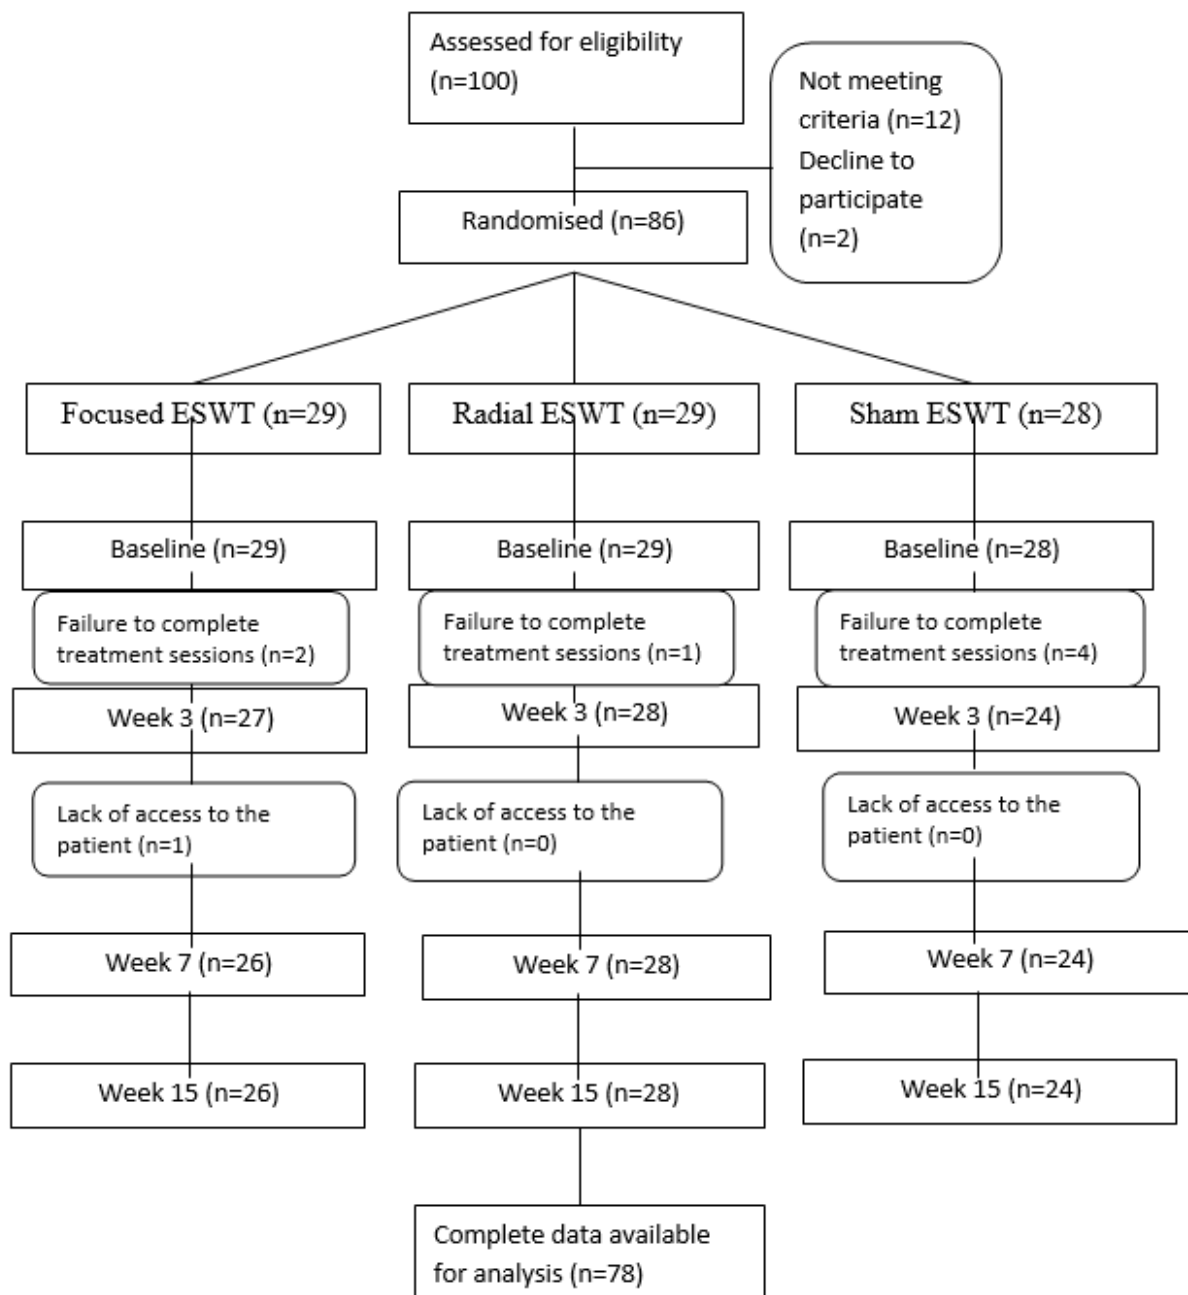 Assessed for eligibility
(n=100)
Not meeting
criteria (n=12)
Decline to
participate
(n=2)
Randomised (n=86)
Focused ESWT (n=29)
Radial ESWT (n=29)
Sham ESWT (n=28)
Baseline (n=29)
Baseline (n=29)
Baseline (n=28)
Failure to complete
treatment sessions (n=2)
Failure to complete
treatment sessions (n=1)
Failure to complete
treatment sessions (n=4)
Week 3 (n=27)
Week 3 (n=28)
Week 3 (n=24)
Lack of access to the
patient (n=1)
Lack of access to the
patient (n=0)
Lack of access to the
patient (n=0)
Week 7 (n=26)
Week 7 (n=28)
Week 7 (n=24)
Week 15 (n=26)
Week 15 (n=28)
Week 15 (n=24)
Complete data available
for analysis (n=78)